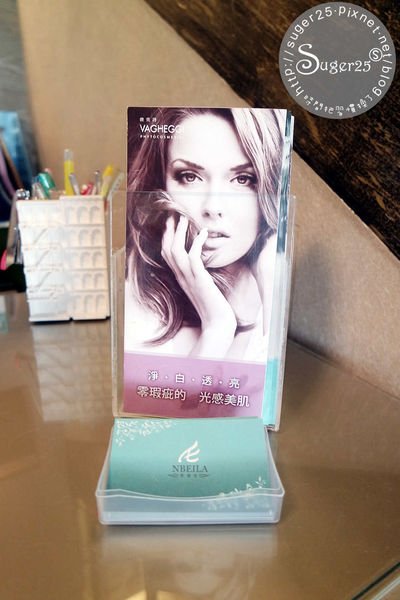 http://suger25.pixnet.net/blog
Suger25
VAGHEGGI
PHYTOCOSMETIC
淨・白・透・亮
零瑕疵的 光感美肌
NBEILA